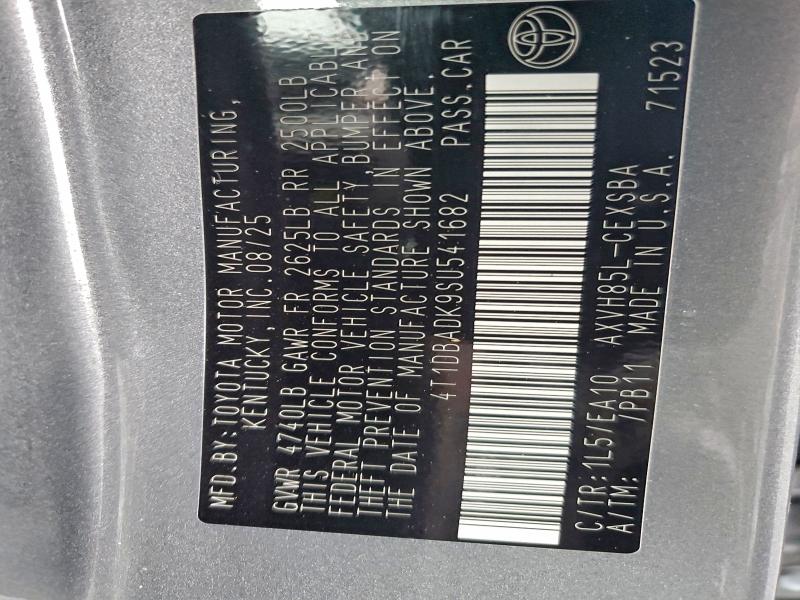 MFD.BY:TOYOTA MOTOR MANUFACTURING,
KENTUCKY, INC. 08/25
GVWR 4740LB GAWR FR 2625LB RR 2500LB
THIS VEHICLE CONFORMS TO ALL APPLICABLE
FEDERAL MOTOR VEHICLE SAFETY, BUMPER AND
THEFT PREVENTION STANDARDS IN EFFECT ON
THE DATE OF MANUFACTURE SHOWN ABOVE.
4T1DBADK9SU541682 PASS.CAR
C/TR:1L5/EA10 AXVH85L-CEXSBA
A/TM: /PB11 MADE IN U.S.A. 71523